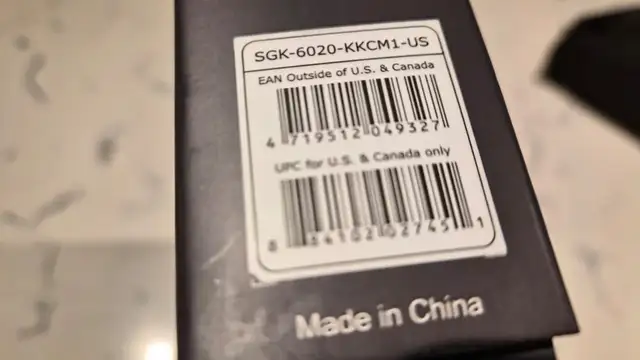 SGK-6020-KKCM1-US
EAN Outside of U.S. & Canada
4 719512 049327
UPC for U.S. & Canada only
8 84102 02745 1
Made in China